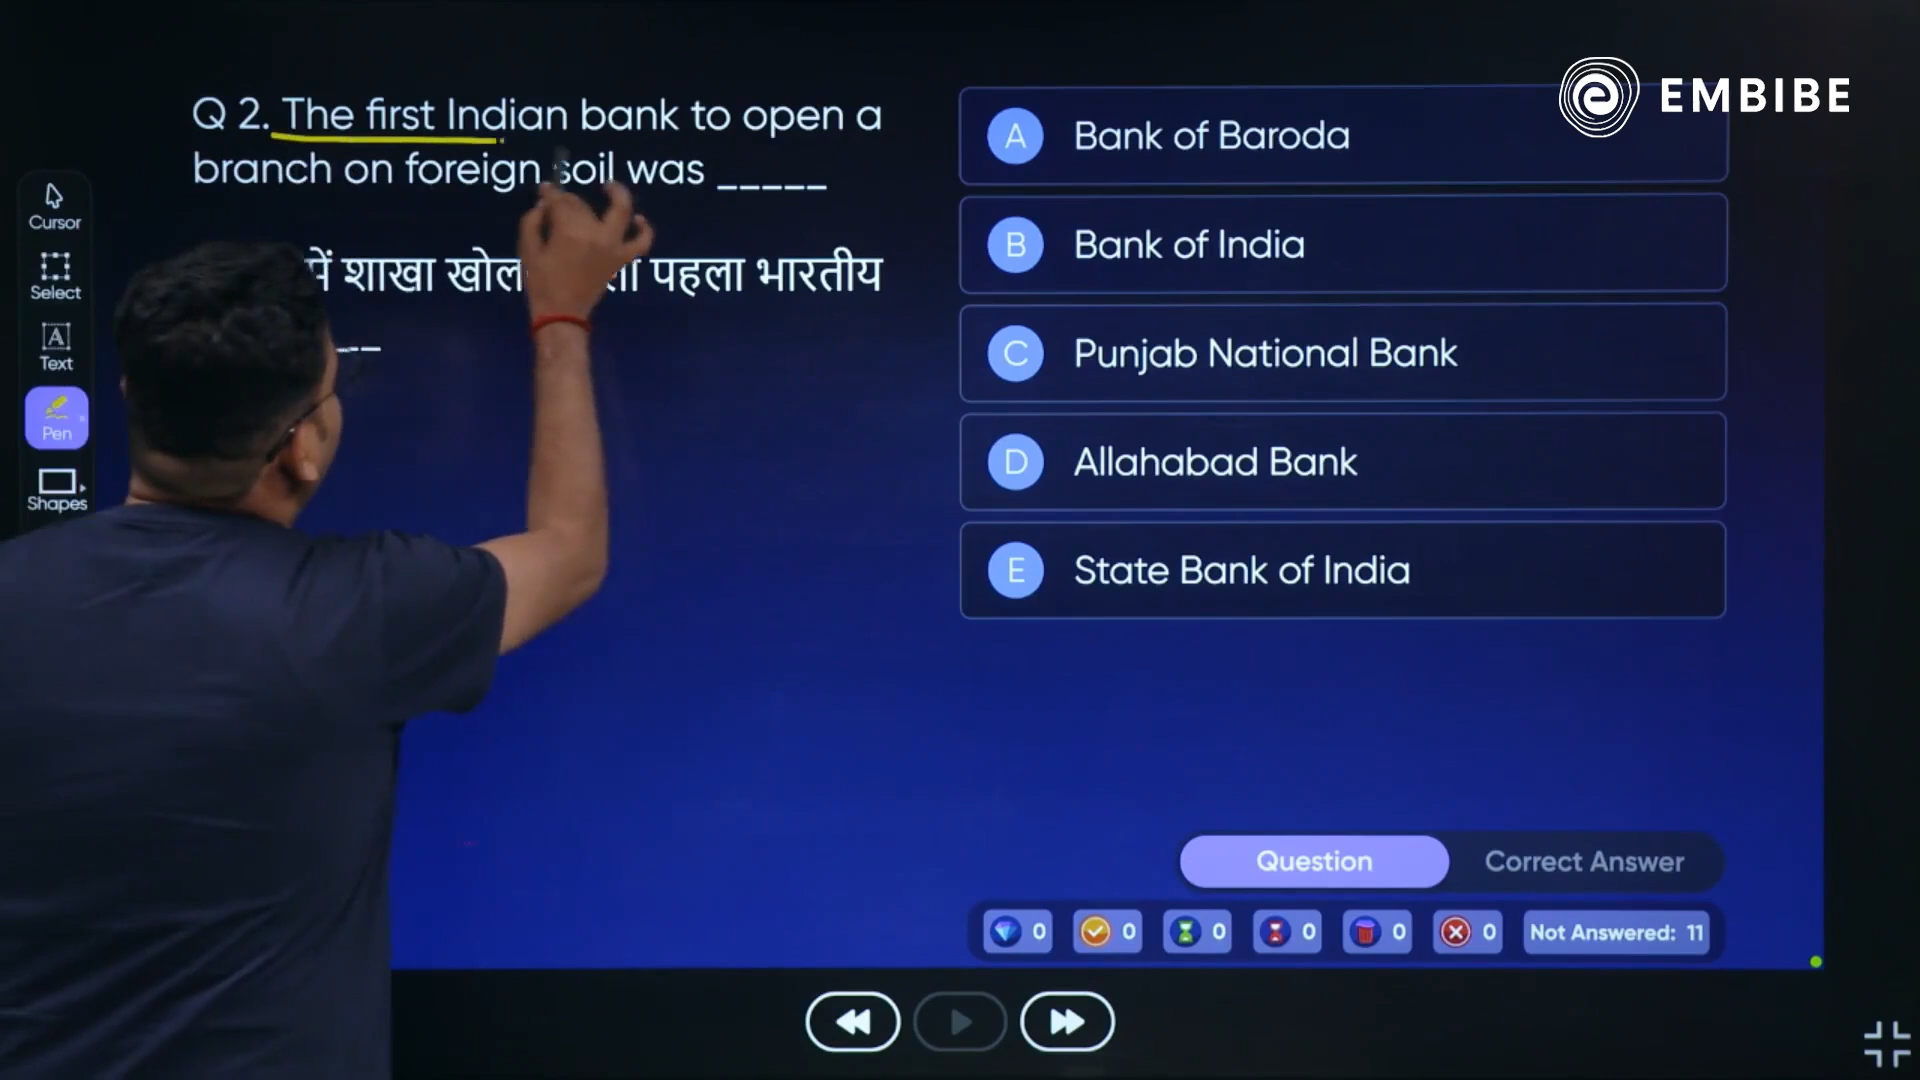 EMBIBE
Q 2. The first Indian bank to open a
branch on foreign soil was _____
में शाखा खोल पहला भारतीय
A Bank of Baroda
B Bank of India
C Punjab National Bank
D Allahabad Bank
E State Bank of India
Cursor
Select
Text
Pen
Shapes
Question Correct Answer
0 0 0 0 0 0 Not Answered: 11